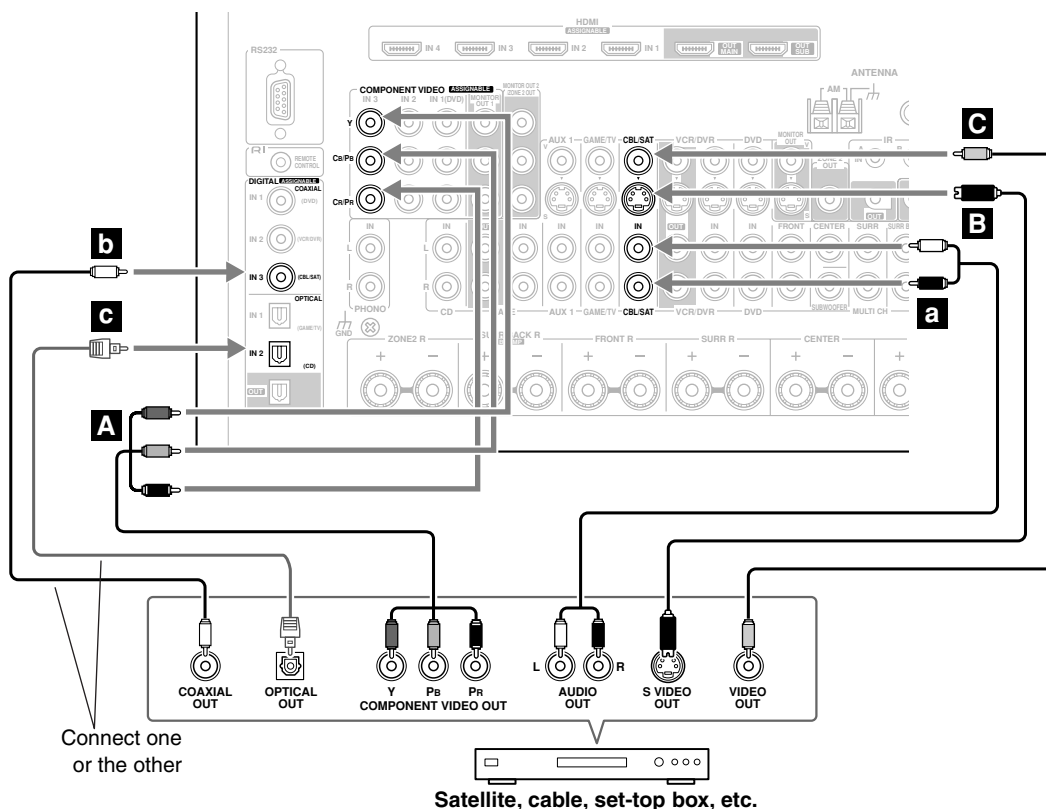 HDMI
ASSIGNABLE
IN 4 IN 3 IN 2 IN 1 OUT MAIN OUT SUB
RS232
COMPONENT VIDEO ASSIGNABLE
IN 3 IN 2 IN 1(DVD) MONITOR OUT 1 MONITOR OUT 2 ZONE 2 OUT
Y
CB/PB
CR/PR
ANTENNA
AM
RI REMOTE CONTROL
AUX 1 GAME/TV CBL/SAT VCR/DVR DVD MONITOR OUT IR
V V
A IN
ZONE 2 OUT
S S
OUT
C
B
DIGITAL ASSIGNABLE
COAXIAL
IN 1 (DVD)
IN 2 (VCR/DVR)
IN 3 (CBL/SAT)
OPTICAL
IN 1 (GAME/TV)
IN 2 (CD)
OUT
b
c
A
IN IN IN IN IN OUT IN IN FRONT CENTER SURR
L L
R R
PHONO
GND
CD AUX 1 GAME/TV CBL/SAT VCR/DVR DVD SUBWOOFER MULTI CH
a
ZONE2 R FRONT R SURR R CENTER
+ − + − + − + − + − +
COAXIAL OUT
OPTICAL OUT
Y PB PR
COMPONENT VIDEO OUT
L R
AUDIO OUT
S VIDEO OUT
VIDEO OUT
Connect one
or the other
Satellite, cable, set-top box, etc.